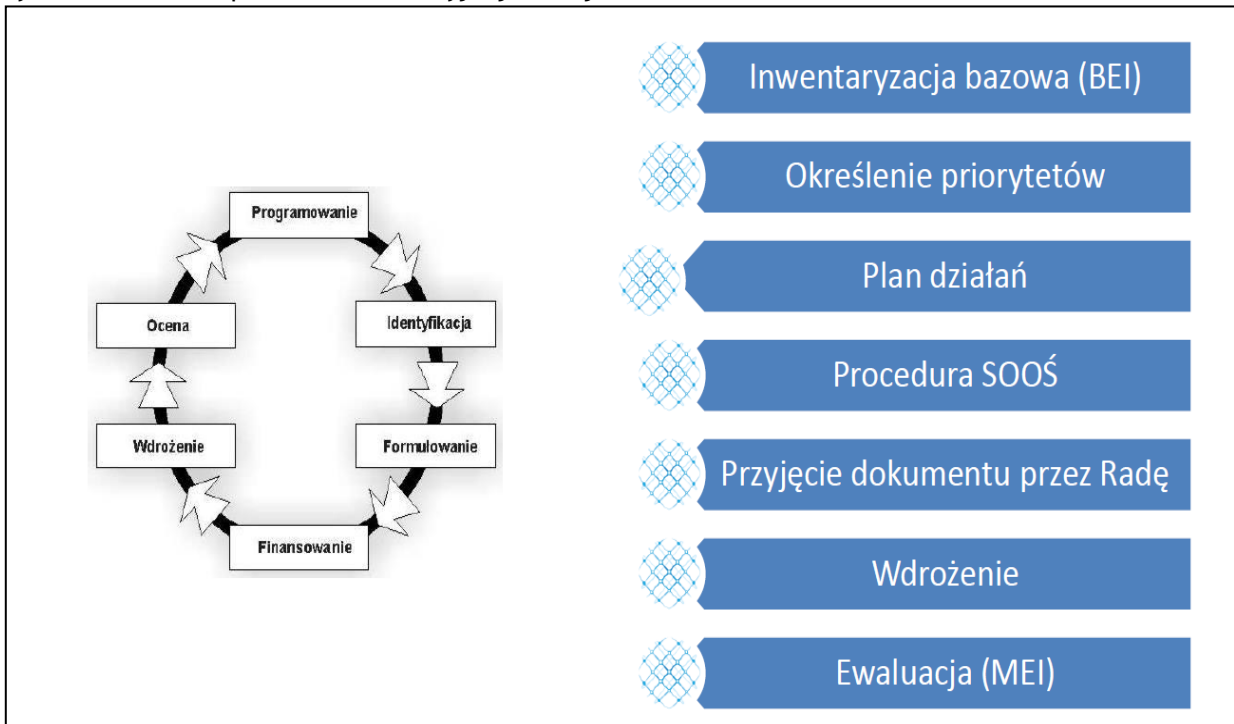 Programowanie
Identyfikacja
Formułowanie
Finansowanie
Wdrożenie
Ocena
Inwentaryzacja bazowa (BEI)
Określenie priorytetów
Plan działań
Procedura SOOŚ
Przyjęcie dokumentu przez Radę
Wdrożenie
Ewaluacja (MEI)